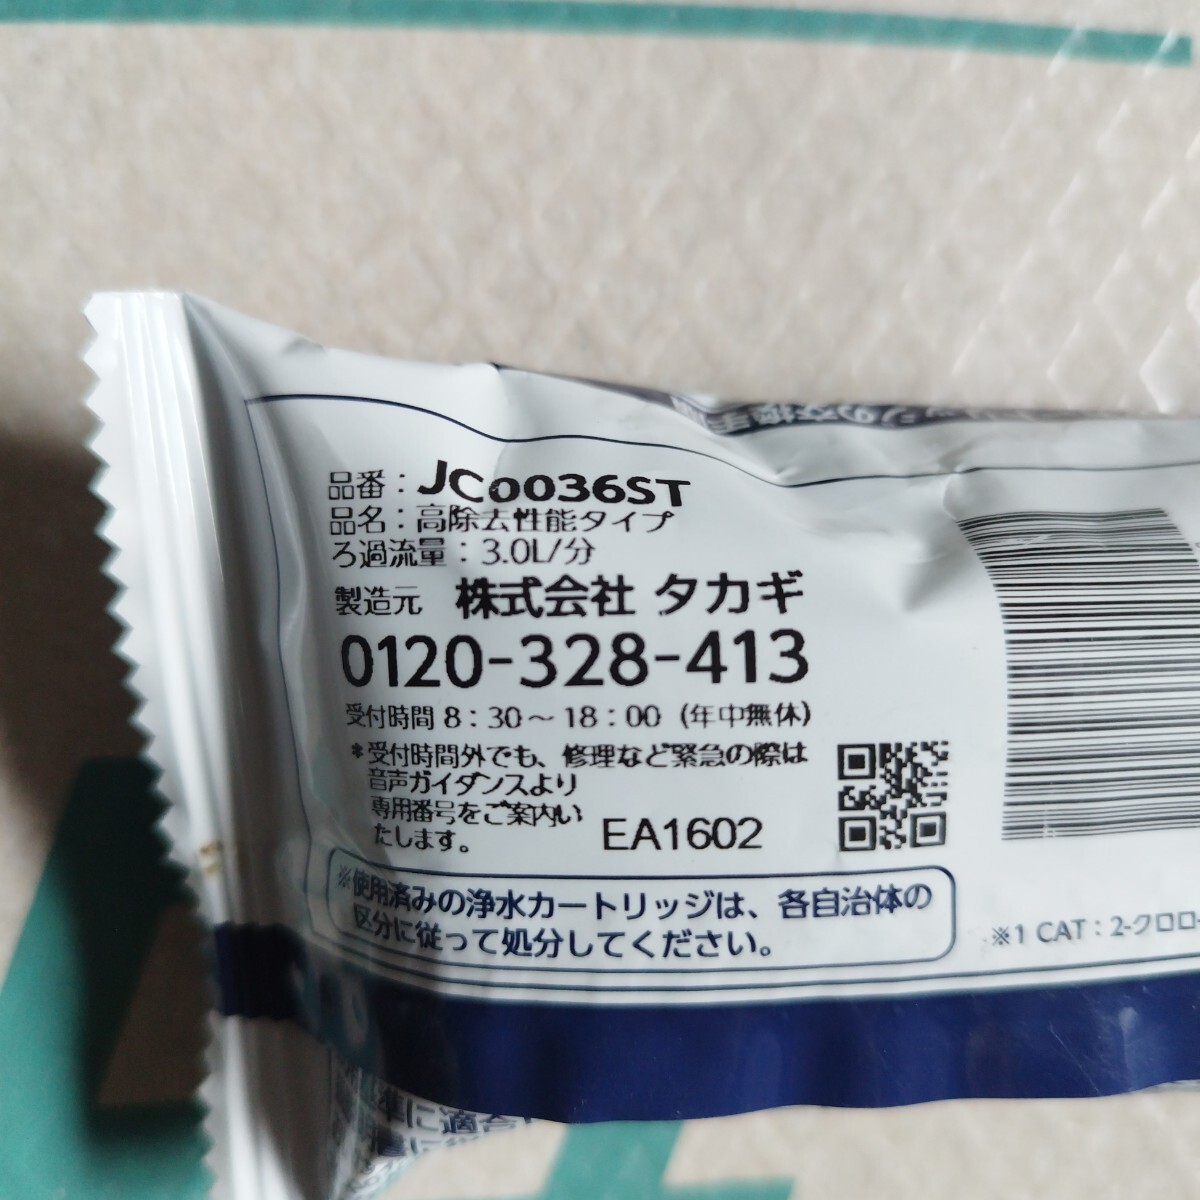 品番：JC0036ST
品名：高除去性能タイプ
ろ過流量：3.0L/分
製造元 株式会社 タカギ
0120-328-413
受付時間 8：30～18：00（年中無休）
＊受付時間外でも、修理など緊急の際は
音声ガイダンスより
専用番号をご案内い
たします。
EA1602
※使用済みの浄水カートリッジは、各自治体の
区分に従って処分してください。
※1 CAT：2-クロロ
準に適合